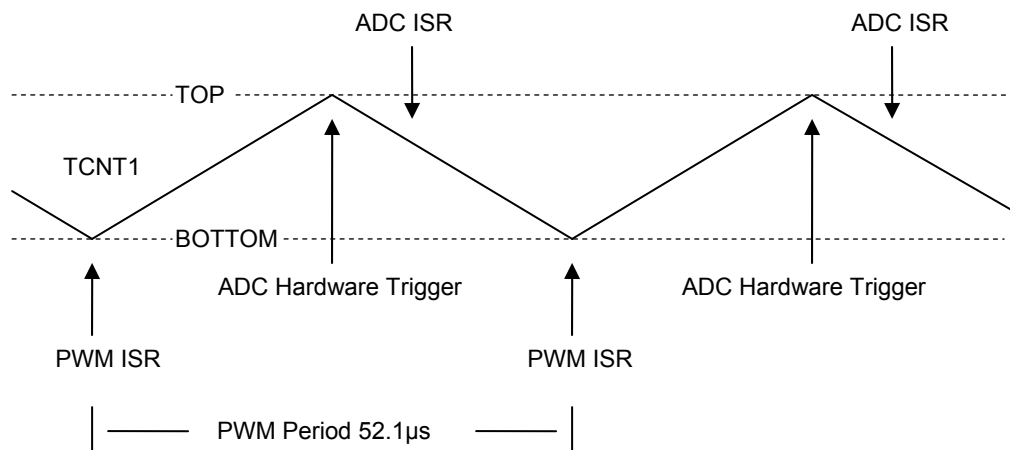 ADC ISR
ADC ISR
TOP
TCNT1
BOTTOM
ADC Hardware Trigger
ADC Hardware Trigger
PWM ISR
PWM ISR
PWM Period 52.1µs